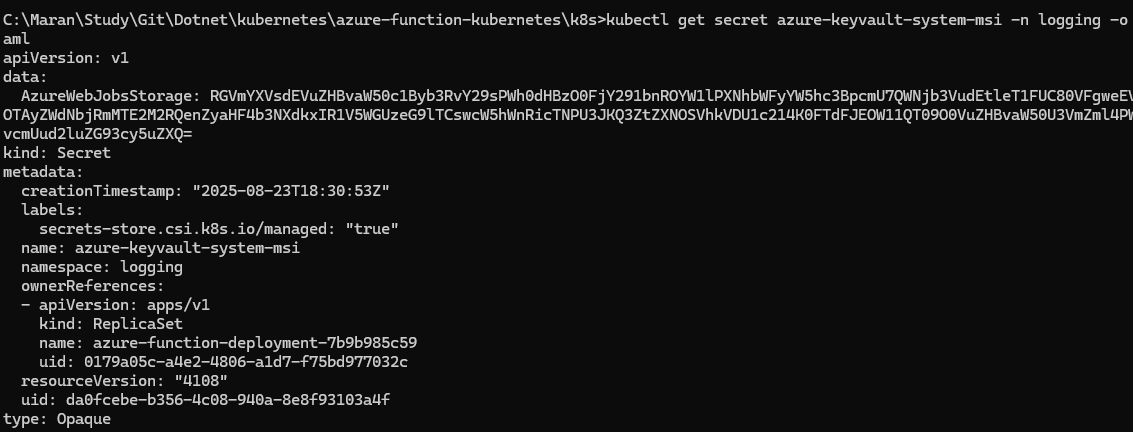 C:\Maran\Study\Git\Dotnet\kubernetes\azure-function-kubernetes\k8s>kubectl get secret azure-keyvault-system-msi -n logging -o
aml
apiVersion: v1
data:
  AzureWebJobsStorage:
kind: Secret
metadata:
  creationTimestamp: "2025-08-23T18:30:53Z"
  labels:
    secrets-store.csi.k8s.io/managed: "true"
  name: azure-keyvault-system-msi
  namespace: logging
  ownerReferences:
  - apiVersion: apps/v1
    kind: ReplicaSet
    name: azure-function-deployment-7b9b985c59
    uid: 0179a05c-a4e2-4806-a1d7-f75bd977032c
  resourceVersion: "4108"
  uid: da0fcebe-b356-4c08-940a-8e8f93103a4f
type: Opaque